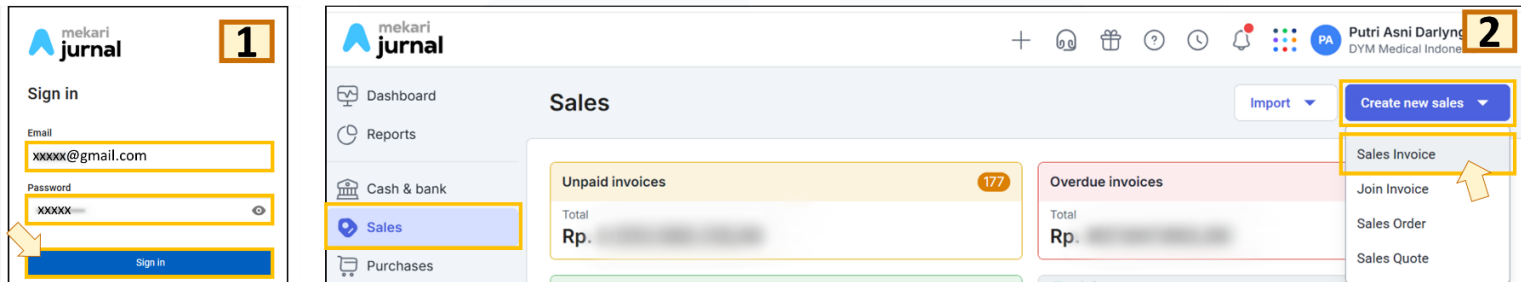 mekari
jurnal
1
Sign in
Email
xxxxx@gmail.com
Password
xxxxx
Sign in
mekari
jurnal
PA
Putri Asni Darlyng
DYM Medical Indone
2
Dashboard
Reports
Cash & bank
Sales
Purchases
Sales
Import
Create new sales
Sales Invoice
Join Invoice
Sales Order
Sales Quote
Unpaid invoices
177
Total
Rp.
Overdue invoices
Total
Rp.